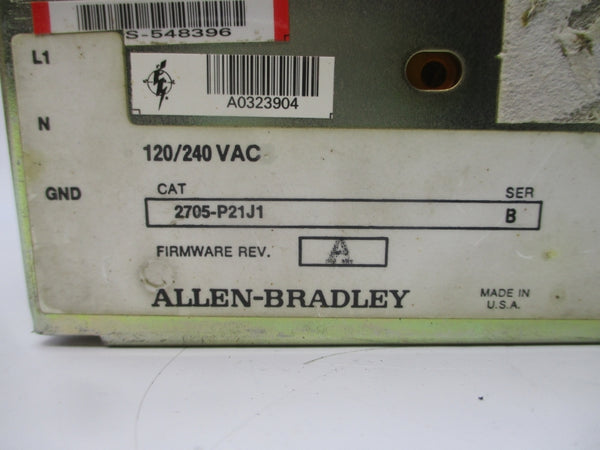 S-548396
L1
A0323904
N
120/240 VAC
GND
CAT SER
2705-P21J1 B
FIRMWARE REV. A
ALLEN-BRADLEY
MADE IN
U.S.A.